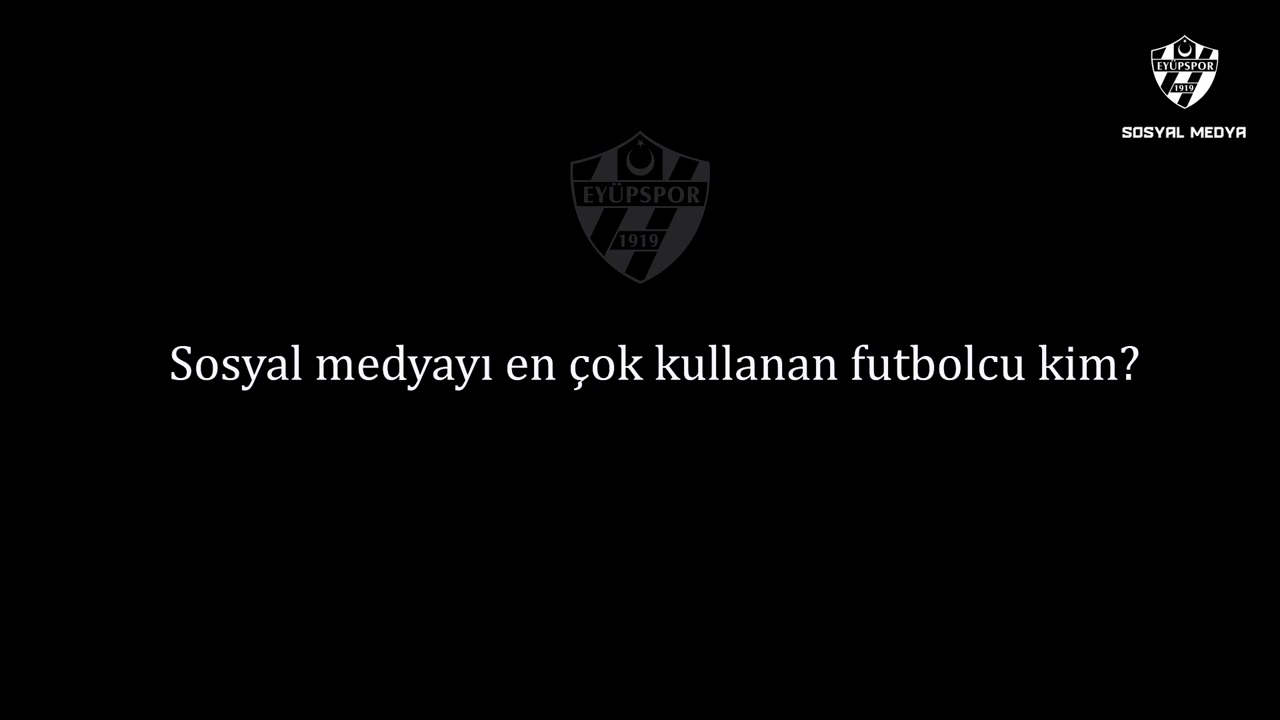 EYÜPSPOR
1919
SOSYAL MEDYA
EYÜPSPOR
1919
Sosyal medyayı en çok kullanan futbolcu kim?